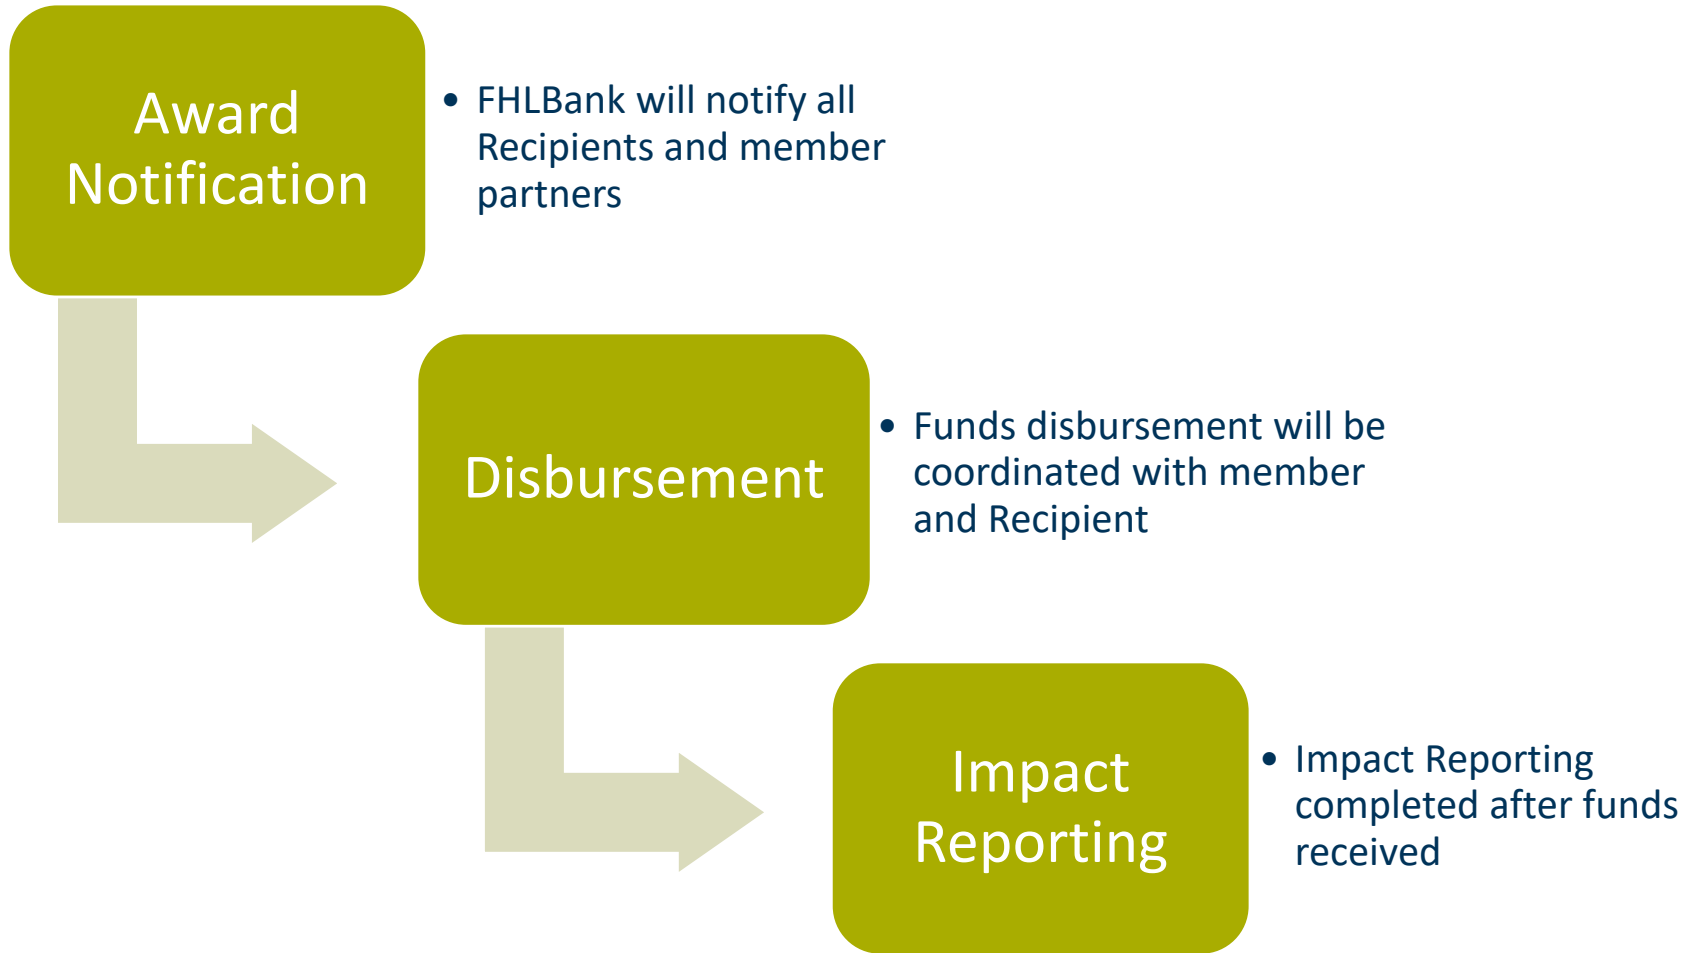 Award
Notification
• FHLBank will notify all
Recipients and member
partners
Disbursement
• Funds disbursement will be
coordinated with member
and Recipient
Impact
Reporting
• Impact Reporting
completed after funds
received